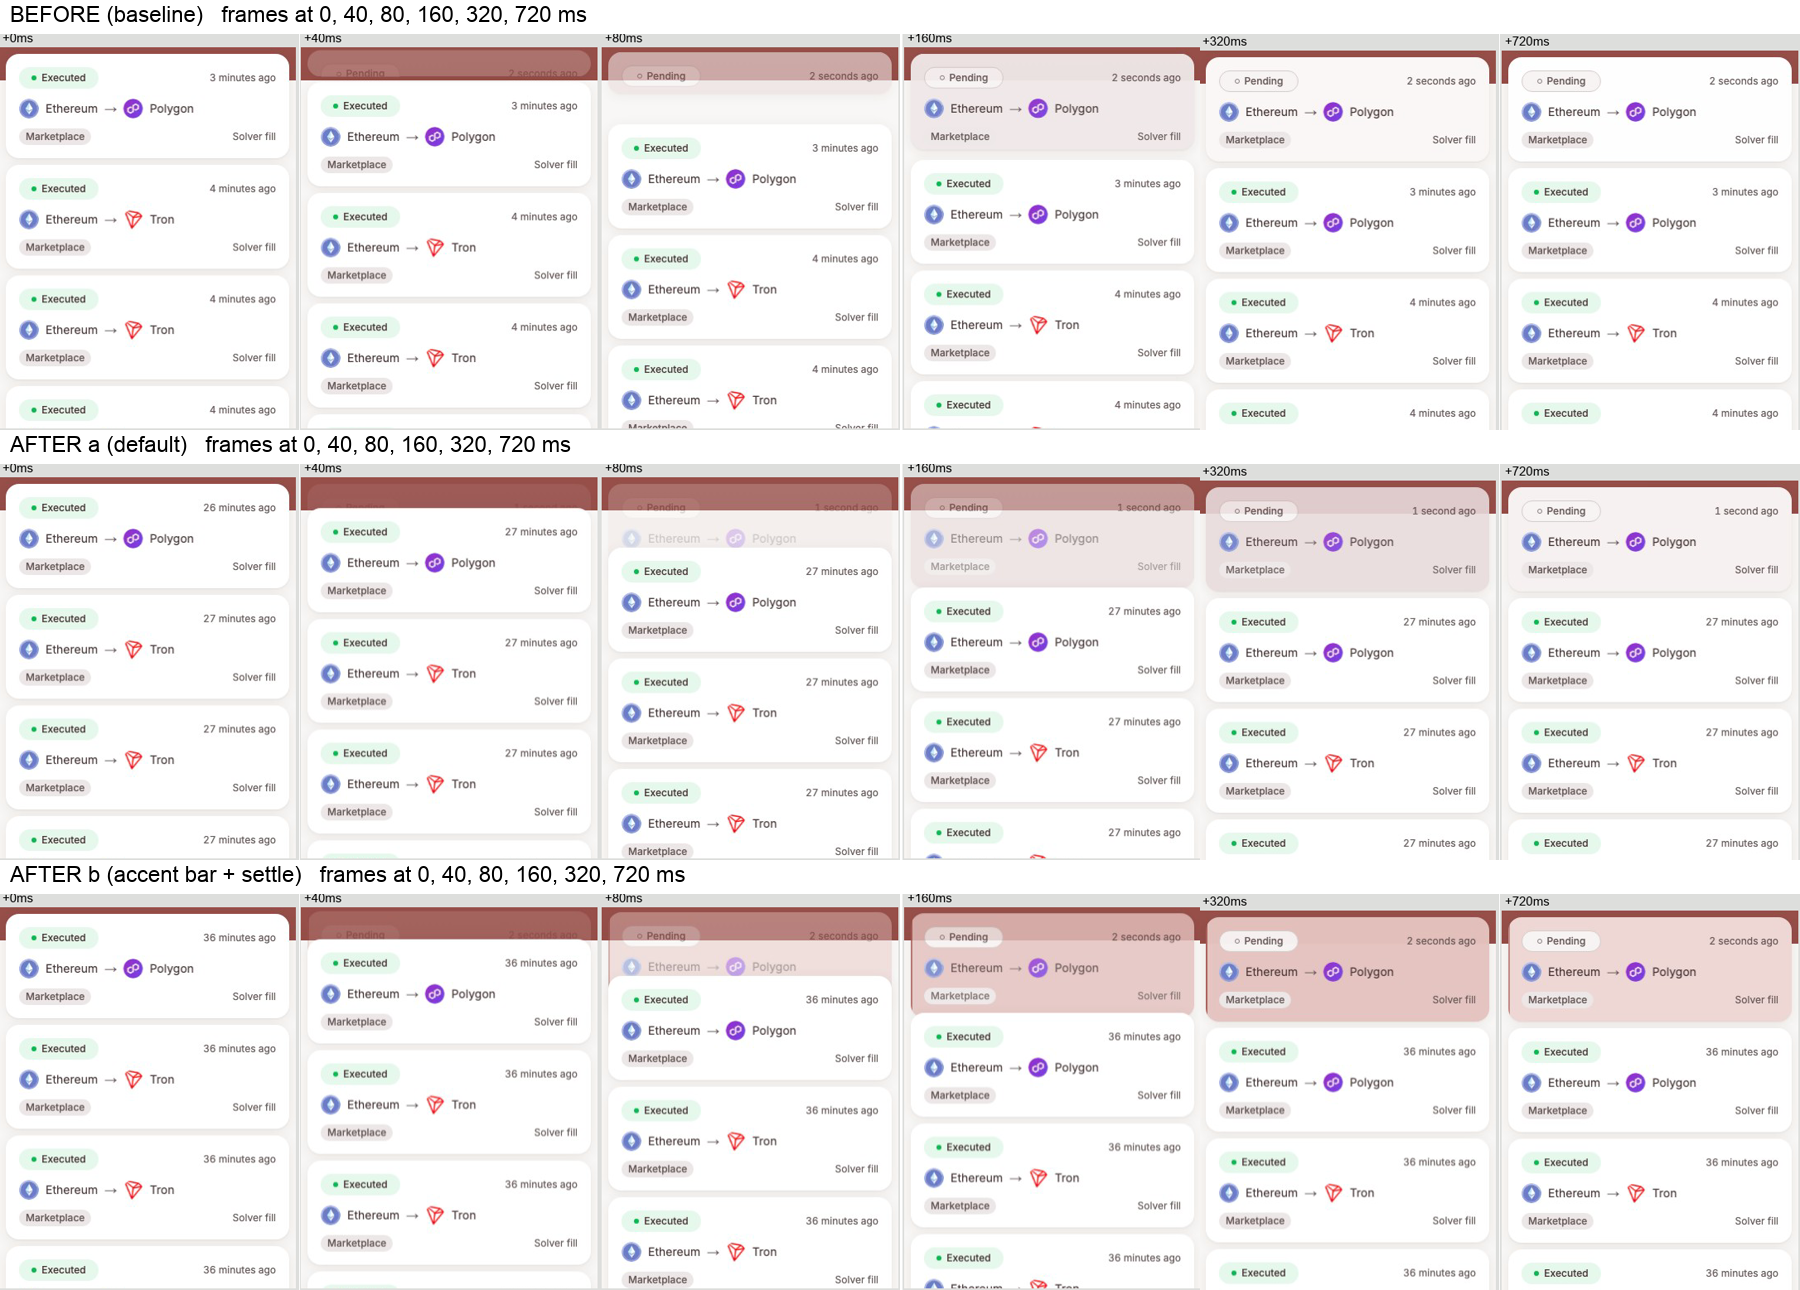 BEFORE (baseline) frames at 0, 40, 80, 160, 320, 720 ms
+0ms
Executed 3 minutes ago
Ethereum → Polygon
Marketplace Solver fill
Executed 4 minutes ago
Ethereum → Tron
Marketplace Solver fill
Executed 4 minutes ago
Ethereum → Tron
Marketplace Solver fill
Executed 4 minutes ago
+40ms
Pending 2 seconds ago
Executed 3 minutes ago
Ethereum → Polygon
Marketplace Solver fill
Executed 4 minutes ago
Ethereum → Tron
Marketplace Solver fill
Executed 4 minutes ago
Ethereum → Tron
Marketplace Solver fill
+80ms
Pending 2 seconds ago
Executed 3 minutes ago
Ethereum → Polygon
Marketplace Solver fill
Executed 4 minutes ago
Ethereum → Tron
Marketplace Solver fill
Executed 4 minutes ago
Ethereum → Tron
Marketplace Solver fill
+160ms
Pending 2 seconds ago
Ethereum → Polygon
Marketplace Solver fill
Executed 3 minutes ago
Ethereum → Polygon
Marketplace Solver fill
Executed 4 minutes ago
Ethereum → Tron
Marketplace Solver fill
Executed 4 minutes ago
+320ms
Pending 2 seconds ago
Ethereum → Polygon
Marketplace Solver fill
Executed 3 minutes ago
Ethereum → Polygon
Marketplace Solver fill
Executed 4 minutes ago
Ethereum → Tron
Marketplace Solver fill
Executed 4 minutes ago
+720ms
Pending 2 seconds ago
Ethereum → Polygon
Marketplace Solver fill
Executed 3 minutes ago
Ethereum → Polygon
Marketplace Solver fill
Executed 4 minutes ago
Ethereum → Tron
Marketplace Solver fill
Executed 4 minutes ago
AFTER a (default) frames at 0, 40, 80, 160, 320, 720 ms
+0ms
Executed 26 minutes ago
Ethereum → Polygon
Marketplace Solver fill
Executed 27 minutes ago
Ethereum → Tron
Marketplace Solver fill
Executed 27 minutes ago
Ethereum → Tron
Marketplace Solver fill
Executed 27 minutes ago
+40ms
Executed 27 minutes ago
Ethereum → Polygon
Marketplace Solver fill
Executed 27 minutes ago
Ethereum → Tron
Marketplace Solver fill
Executed 27 minutes ago
Ethereum → Tron
Marketplace Solver fill
+80ms
Pending 1 second ago
Ethereum → Polygon
Executed 27 minutes ago
Ethereum → Polygon
Marketplace Solver fill
Executed 27 minutes ago
Ethereum → Tron
Marketplace Solver fill
Executed 27 minutes ago
Ethereum → Tron
Marketplace Solver fill
+160ms
Pending 1 second ago
Ethereum → Polygon
Marketplace Solver fill
Executed 27 minutes ago
Ethereum → Polygon
Marketplace Solver fill
Executed 27 minutes ago
Ethereum → Tron
Marketplace Solver fill
Executed 27 minutes ago
+320ms
Pending 1 second ago
Ethereum → Polygon
Marketplace Solver fill
Executed 27 minutes ago
Ethereum → Polygon
Marketplace Solver fill
Executed 27 minutes ago
Ethereum → Tron
Marketplace Solver fill
Executed 27 minutes ago
+720ms
Pending 1 second ago
Ethereum → Polygon
Marketplace Solver fill
Executed 27 minutes ago
Ethereum → Polygon
Marketplace Solver fill
Executed 27 minutes ago
Ethereum → Tron
Marketplace Solver fill
Executed 27 minutes ago
AFTER b (accent bar + settle) frames at 0, 40, 80, 160, 320, 720 ms
+0ms
Executed 36 minutes ago
Ethereum → Polygon
Marketplace Solver fill
Executed 36 minutes ago
Ethereum → Tron
Marketplace Solver fill
Executed 36 minutes ago
Ethereum → Tron
Marketplace Solver fill
Executed 36 minutes ago
+40ms
Pending 2 seconds ago
Executed 36 minutes ago
Ethereum → Polygon
Marketplace Solver fill
Executed 36 minutes ago
Ethereum → Tron
Marketplace Solver fill
Executed 36 minutes ago
Ethereum → Tron
Marketplace Solver fill
+80ms
Pending 2 seconds ago
Ethereum → Polygon
Executed 36 minutes ago
Ethereum → Polygon
Marketplace Solver fill
Executed 36 minutes ago
Ethereum → Tron
Marketplace Solver fill
Executed 36 minutes ago
Ethereum → Tron
Marketplace Solver fill
+160ms
Pending 2 seconds ago
Ethereum → Polygon
Marketplace Solver fill
Executed 36 minutes ago
Ethereum → Polygon
Marketplace Solver fill
Executed 36 minutes ago
Ethereum → Tron
Marketplace Solver fill
Executed 36 minutes ago
Ethereum → Tron
+320ms
Pending 2 seconds ago
Ethereum → Polygon
Marketplace Solver fill
Executed 36 minutes ago
Ethereum → Polygon
Marketplace Solver fill
Executed 36 minutes ago
Ethereum → Tron
Marketplace Solver fill
Executed 36 minutes ago
+720ms
Pending 2 seconds ago
Ethereum → Polygon
Marketplace Solver fill
Executed 36 minutes ago
Ethereum → Polygon
Marketplace Solver fill
Executed 36 minutes ago
Ethereum → Tron
Marketplace Solver fill
Executed 36 minutes ago